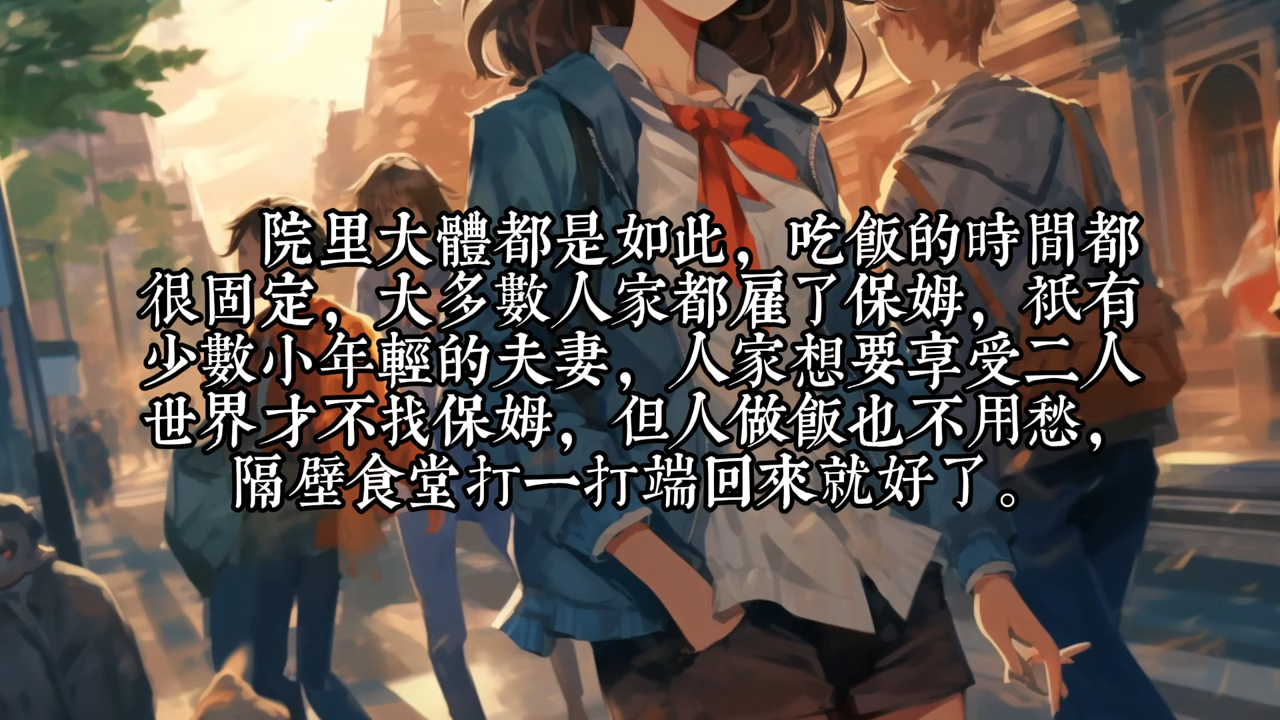 院里大體都是如此，吃飯的時間都
很固定，大多數人家都雇了保姆，衹有
少數小年輕的夫妻，人家想要享受二人
世界才不找保姆，但人做飯也不用愁，
隔壁食堂打一打端回來就好了。